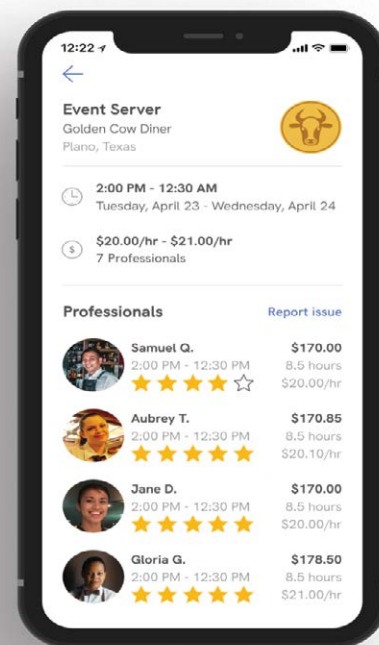 12:22
Event Server
Golden Cow Diner
Plano, Texas
2:00 PM - 12:30 AM
Tuesday, April 23 - Wednesday, April 24
$20.00/hr - $21.00/hr
7 Professionals
Professionals Report issue
Samuel Q. $170.00
2:00 PM - 12:30 PM 8.5 hours
$20.00/hr
Aubrey T. $170.85
2:00 PM - 12:30 PM 8.5 hours
$20.10/hr
Jane D. $170.00
2:00 PM - 12:30 PM 8.5 hours
$20.00/hr
Gloria G. $178.50
2:00 PM - 12:30 PM 8.5 hours
$21.00/hr